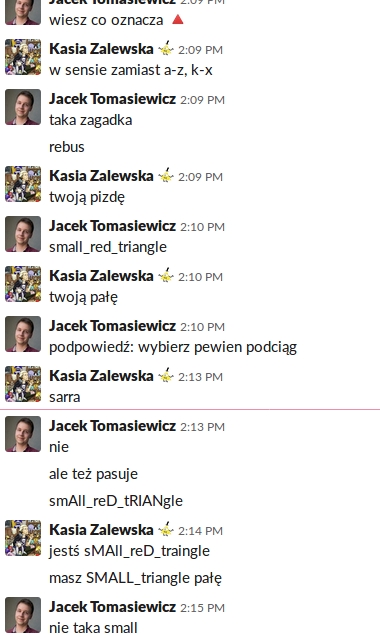 Jacek Tomasiewicz 2:09 PM
wiesz co oznacza 🔺
Kasia Zalewska 2:09 PM
w sensie zamiast a-z, k-x
Jacek Tomasiewicz 2:09 PM
taka zagadka
rebus
Kasia Zalewska 2:09 PM
twoją pizdę
Jacek Tomasiewicz 2:10 PM
small_red_triangle
Kasia Zalewska 2:10 PM
twoją pałę
Jacek Tomasiewicz 2:10 PM
podpowiedź: wybierz pewien podciąg
Kasia Zalewska 2:13 PM
sarra
Jacek Tomasiewicz 2:13 PM
nie
ale też pasuje
smAll_reD_tRIANgle
Kasia Zalewska 2:14 PM
jestś sMAll_reD_traingle
masz SMALL_triangle pałę
Jacek Tomasiewicz 2:15 PM
nie taka small